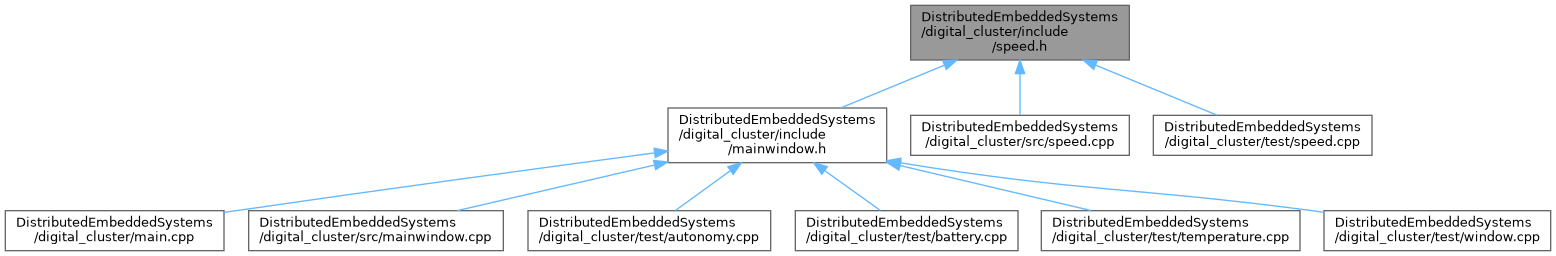 DistributedEmbeddedSystems
/digital_cluster/include
/speed.h
DistributedEmbeddedSystems
/digital_cluster/include
/mainwindow.h
DistributedEmbeddedSystems
/digital_cluster/src/speed.cpp
DistributedEmbeddedSystems
/digital_cluster/test/speed.cpp
DistributedEmbeddedSystems
/digital_cluster/main.cpp
DistributedEmbeddedSystems
/digital_cluster/src/mainwindow.cpp
DistributedEmbeddedSystems
/digital_cluster/test/autonomy.cpp
DistributedEmbeddedSystems
/digital_cluster/test/battery.cpp
DistributedEmbeddedSystems
/digital_cluster/test/temperature.cpp
DistributedEmbeddedSystems
/digital_cluster/test/window.cpp